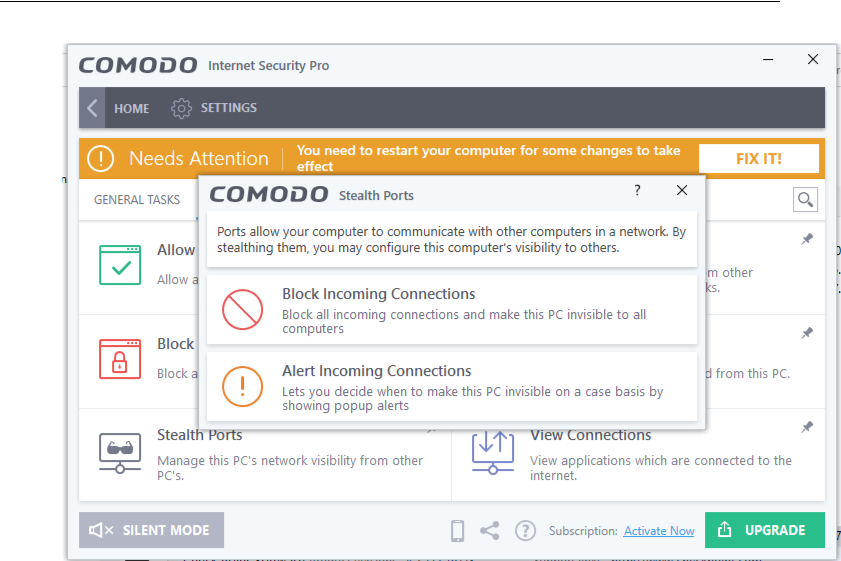 COMODO Internet Security Pro
HOME SETTINGS
Needs Attention
You need to restart your computer for some changes to take
effect
FIX IT!
GENERAL TASKS
COMODO Stealth Ports ?
Ports allow your computer to communicate with other computers in a network. By
stealthing them, you may configure this computer's visibility to others.
Block Incoming Connections
Block all incoming connections and make this PC invisible to all
computers
Alert Incoming Connections
Lets you decide when to make this PC invisible on a case basis by
showing popup alerts
Allow
Allow a
m other
ks.
Block
Block a
d from this PC.
Stealth Ports
Manage this PC's network visibility from other
PC's.
View Connections
View applications which are connected to the
internet.
SILENT MODE
? Subscription: Activate Now
UPGRADE